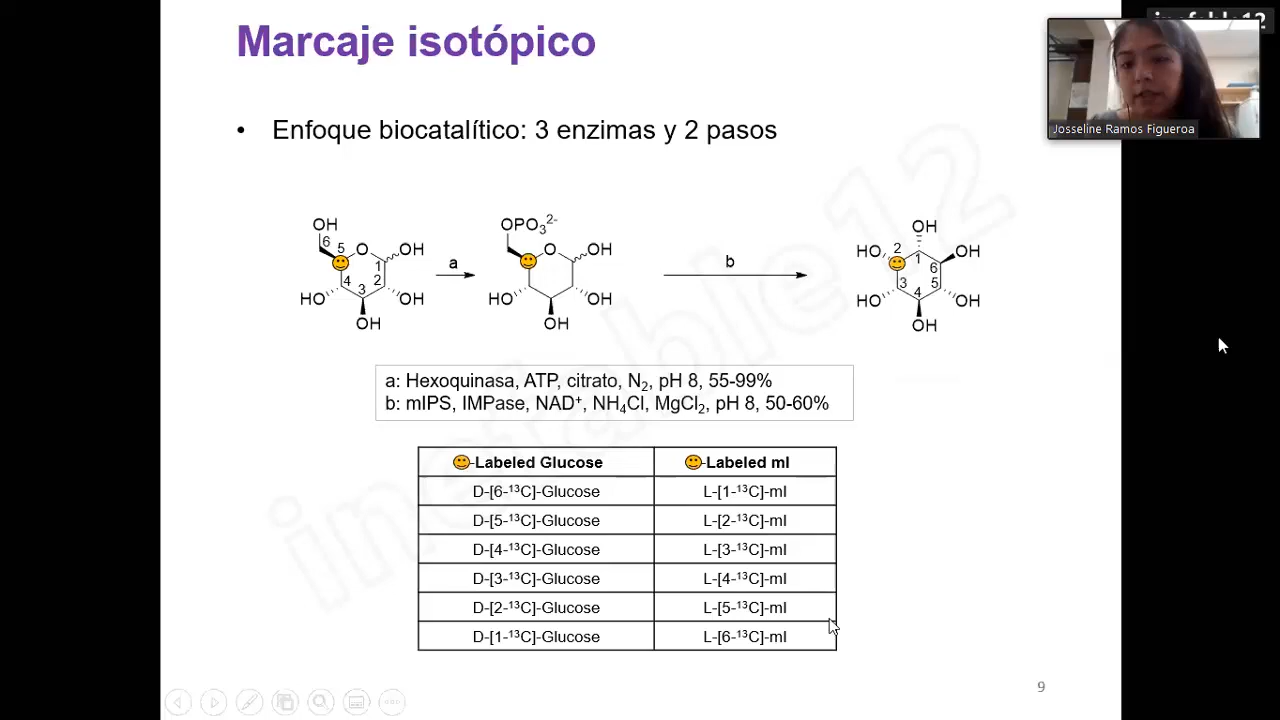 Marcaje isotópico
inefable12
Josseline Ramos Figueroa
• Enfoque biocatalítico: 3 enzimas y 2 pasos
OH
6 5 O OH
1
4 2
HO 3 OH
OH
a
OPO₃²⁻
O OH
HO OH
OH
b
OH
HO 2 OH
1
6
3 5
HO 4 OH
OH
a: Hexoquinasa, ATP, citrato, N₂, pH 8, 55-99%
b: mIPS, IMPase, NAD⁺, NH₄Cl, MgCl₂, pH 8, 50-60%
-Labeled Glucose -Labeled mI
D-[6-¹³C]-Glucose L-[1-¹³C]-mI
D-[5-¹³C]-Glucose L-[2-¹³C]-mI
D-[4-¹³C]-Glucose L-[3-¹³C]-mI
D-[3-¹³C]-Glucose L-[4-¹³C]-mI
D-[2-¹³C]-Glucose L-[5-¹³C]-mI
D-[1-¹³C]-Glucose L-[6-¹³C]-mI
inefable12
9